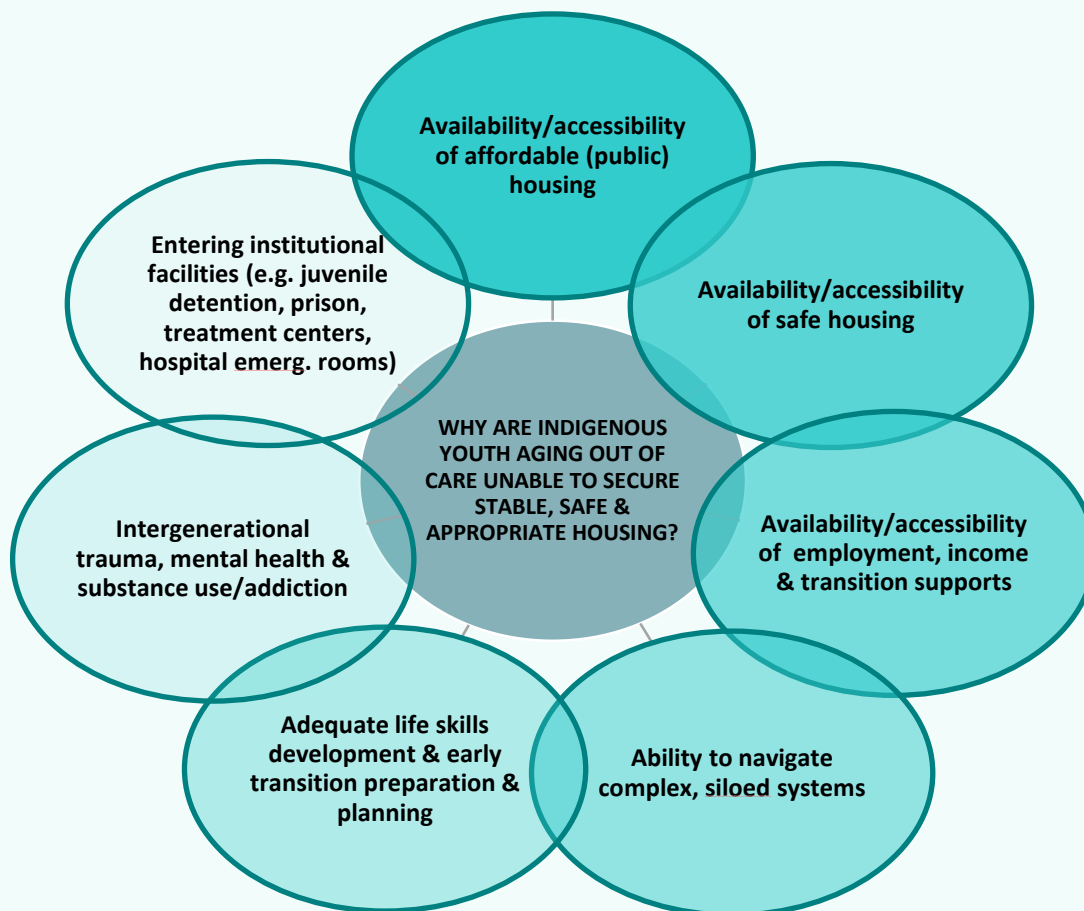 Availability/accessibility
of affordable (public)
housing
Availability/accessibility
of safe housing
Availability/accessibility
of employment, income
& transition supports
Ability to navigate
complex, siloed systems
Adequate life skills
development & early
transition preparation &
planning
Intergenerational
trauma, mental health &
substance use/addiction
Entering institutional
facilities (e.g. juvenile
detention, prison,
treatment centers,
hospital emerg. rooms)
WHY ARE INDIGENOUS
YOUTH AGING OUT OF
CARE UNABLE TO SECURE
STABLE, SAFE &
APPROPRIATE HOUSING?